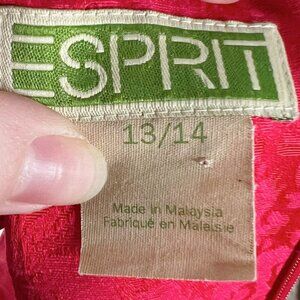 ESPRIT
13/14
Made in Malaysia
Fabriqué en Malaisie